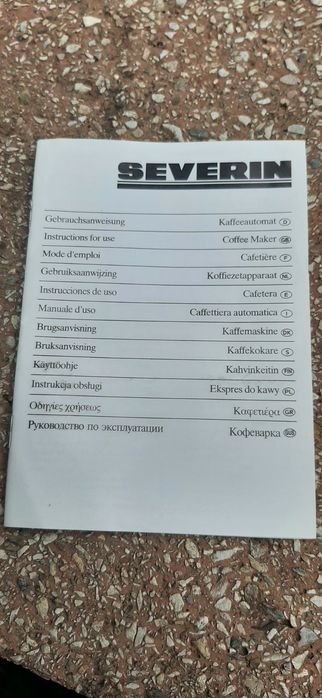 SEVERIN
Gebrauchsanweisung Kaffeeautomat D
Instructions for use Coffee Maker GB
Mode d'emploi Cafetière F
Gebruiksaanwijzing Koffiezetapparaat NL
Instrucciones de uso Cafetera E
Manuale d'uso Caffettiera automatica I
Brugsanvisning Kaffemaskine DK
Bruksanvisning Kaffekokare S
Käyttöohje Kahvinkeitin FIN
Instrukcja obsługi Ekspres do kawy PL
Οδηγίες χρήσεως Καφετιέρα GR
Руководство по эксплуатации Кофеварка SUS